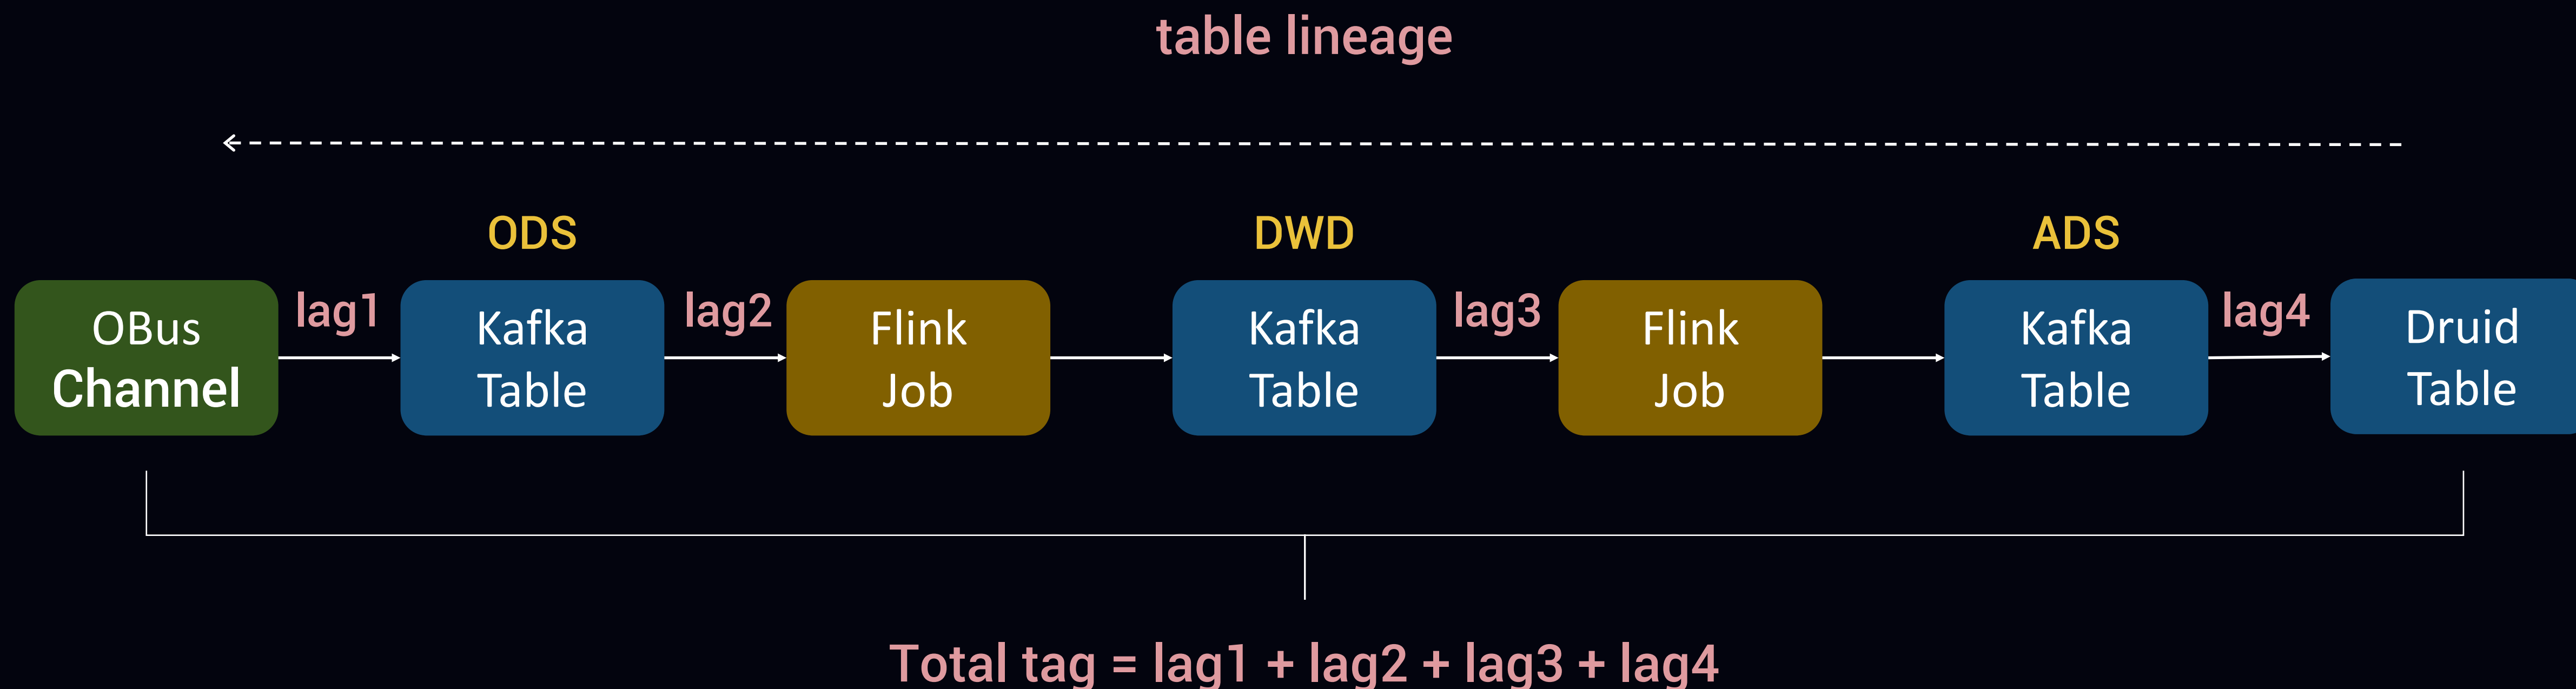 table lineage
ODS
DWD
ADS
OBus
Channel
lag1
Kafka
Table
lag2
Flink
Job
Kafka
Table
lag3
Flink
Job
Kafka
Table
lag4
Druid
Table
Total tag = lag1 + lag2 + lag3 + lag4